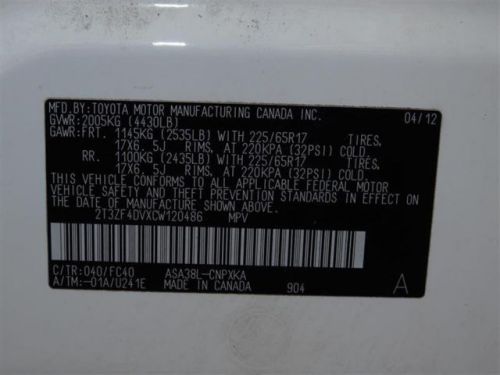 MFD.BY: TOYOTA MOTOR MANUFACTURING CANADA INC. 04/12
GVWR: 2005KG (4430LB)
GAWR: FRT. 1145KG (2535LB) WITH 225/65R17 TIRES,
17X6.5J RIMS, AT 220KPA (32PSI) COLD.
RR. 1100KG (2435LB) WITH 225/65R17 TIRES,
17X6.5J RIMS, AT 220KPA (32PSI) COLD.
THIS VEHICLE CONFORMS TO ALL APPLICABLE FEDERAL MOTOR
VEHICLE SAFETY STANDARDS IN EFFECT ON
THE DATE OF MANUFACTURE SHOWN ABOVE.
2T3ZF4DVXCW120486 MPV
C/TR: 040/FC40 ASA38L-CNPXKA A
A/TM: -01A/U241E MADE IN CANADA 904